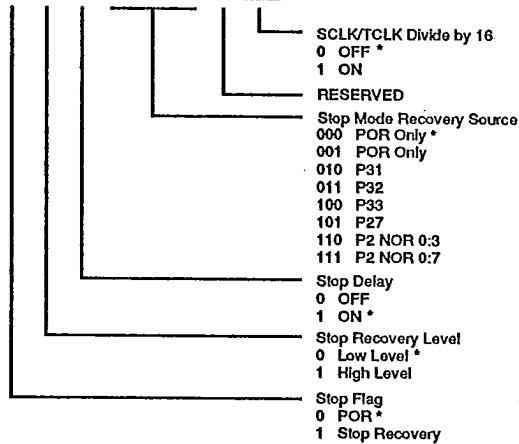 SCLK/TCLK Divide by 16
0 OFF *
1 ON
RESERVED
Stop Mode Recovery Source
000 POR Only *
001 POR Only
010 P31
011 P32
100 P33
101 P27
110 P2 NOR 0:3
111 P2 NOR 0:7
Stop Delay
0 OFF
1 ON *
Stop Recovery Level
0 Low Level *
1 High Level
Stop Flag
0 POR *
1 Stop Recovery